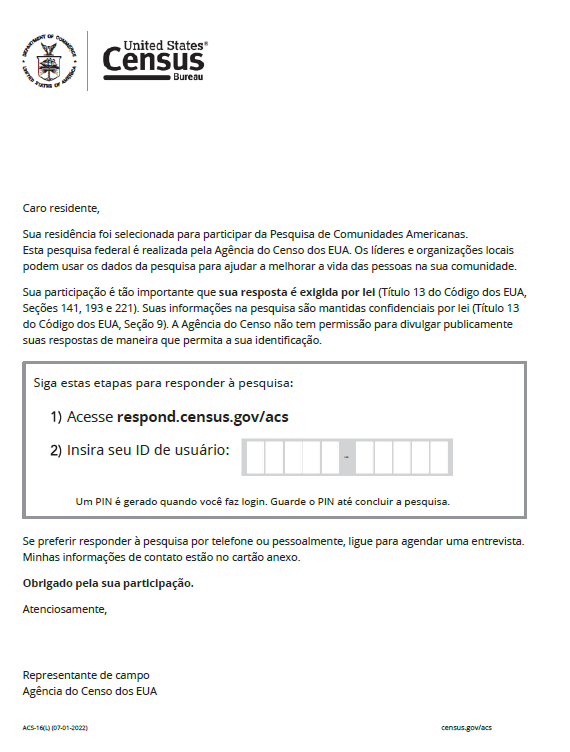 DEPARTMENT OF COMMERCE
UNITED STATES OF AMERICA
United States®
Census
Bureau
Caro residente,
Sua residência foi selecionada para participar da Pesquisa de Comunidades Americanas.
Esta pesquisa federal é realizada pela Agência do Censo dos EUA. Os líderes e organizações locais
podem usar os dados da pesquisa para ajudar a melhorar a vida das pessoas na sua comunidade.
Sua participação é tão importante que sua resposta é exigida por lei (Título 13 do Código dos EUA,
Seções 141, 193 e 221). Suas informações na pesquisa são mantidas confidenciais por lei (Título 13
do Código dos EUA, Seção 9). A Agência do Censo não tem permissão para divulgar publicamente
suas respostas de maneira que permita a sua identificação.
Siga estas etapas para responder à pesquisa:
1) Acesse respond.census.gov/acs
2) Insira seu ID de usuário: -
Um PIN é gerado quando você faz login. Guarde o PIN até concluir a pesquisa.
Se preferir responder à pesquisa por telefone ou pessoalmente, ligue para agendar uma entrevista.
Minhas informações de contato estão no cartão anexo.
Obrigado pela sua participação.
Atenciosamente,
Representante de campo
Agência do Censo dos EUA
ACS-16(L) (07-01-2022)
census.gov/acs